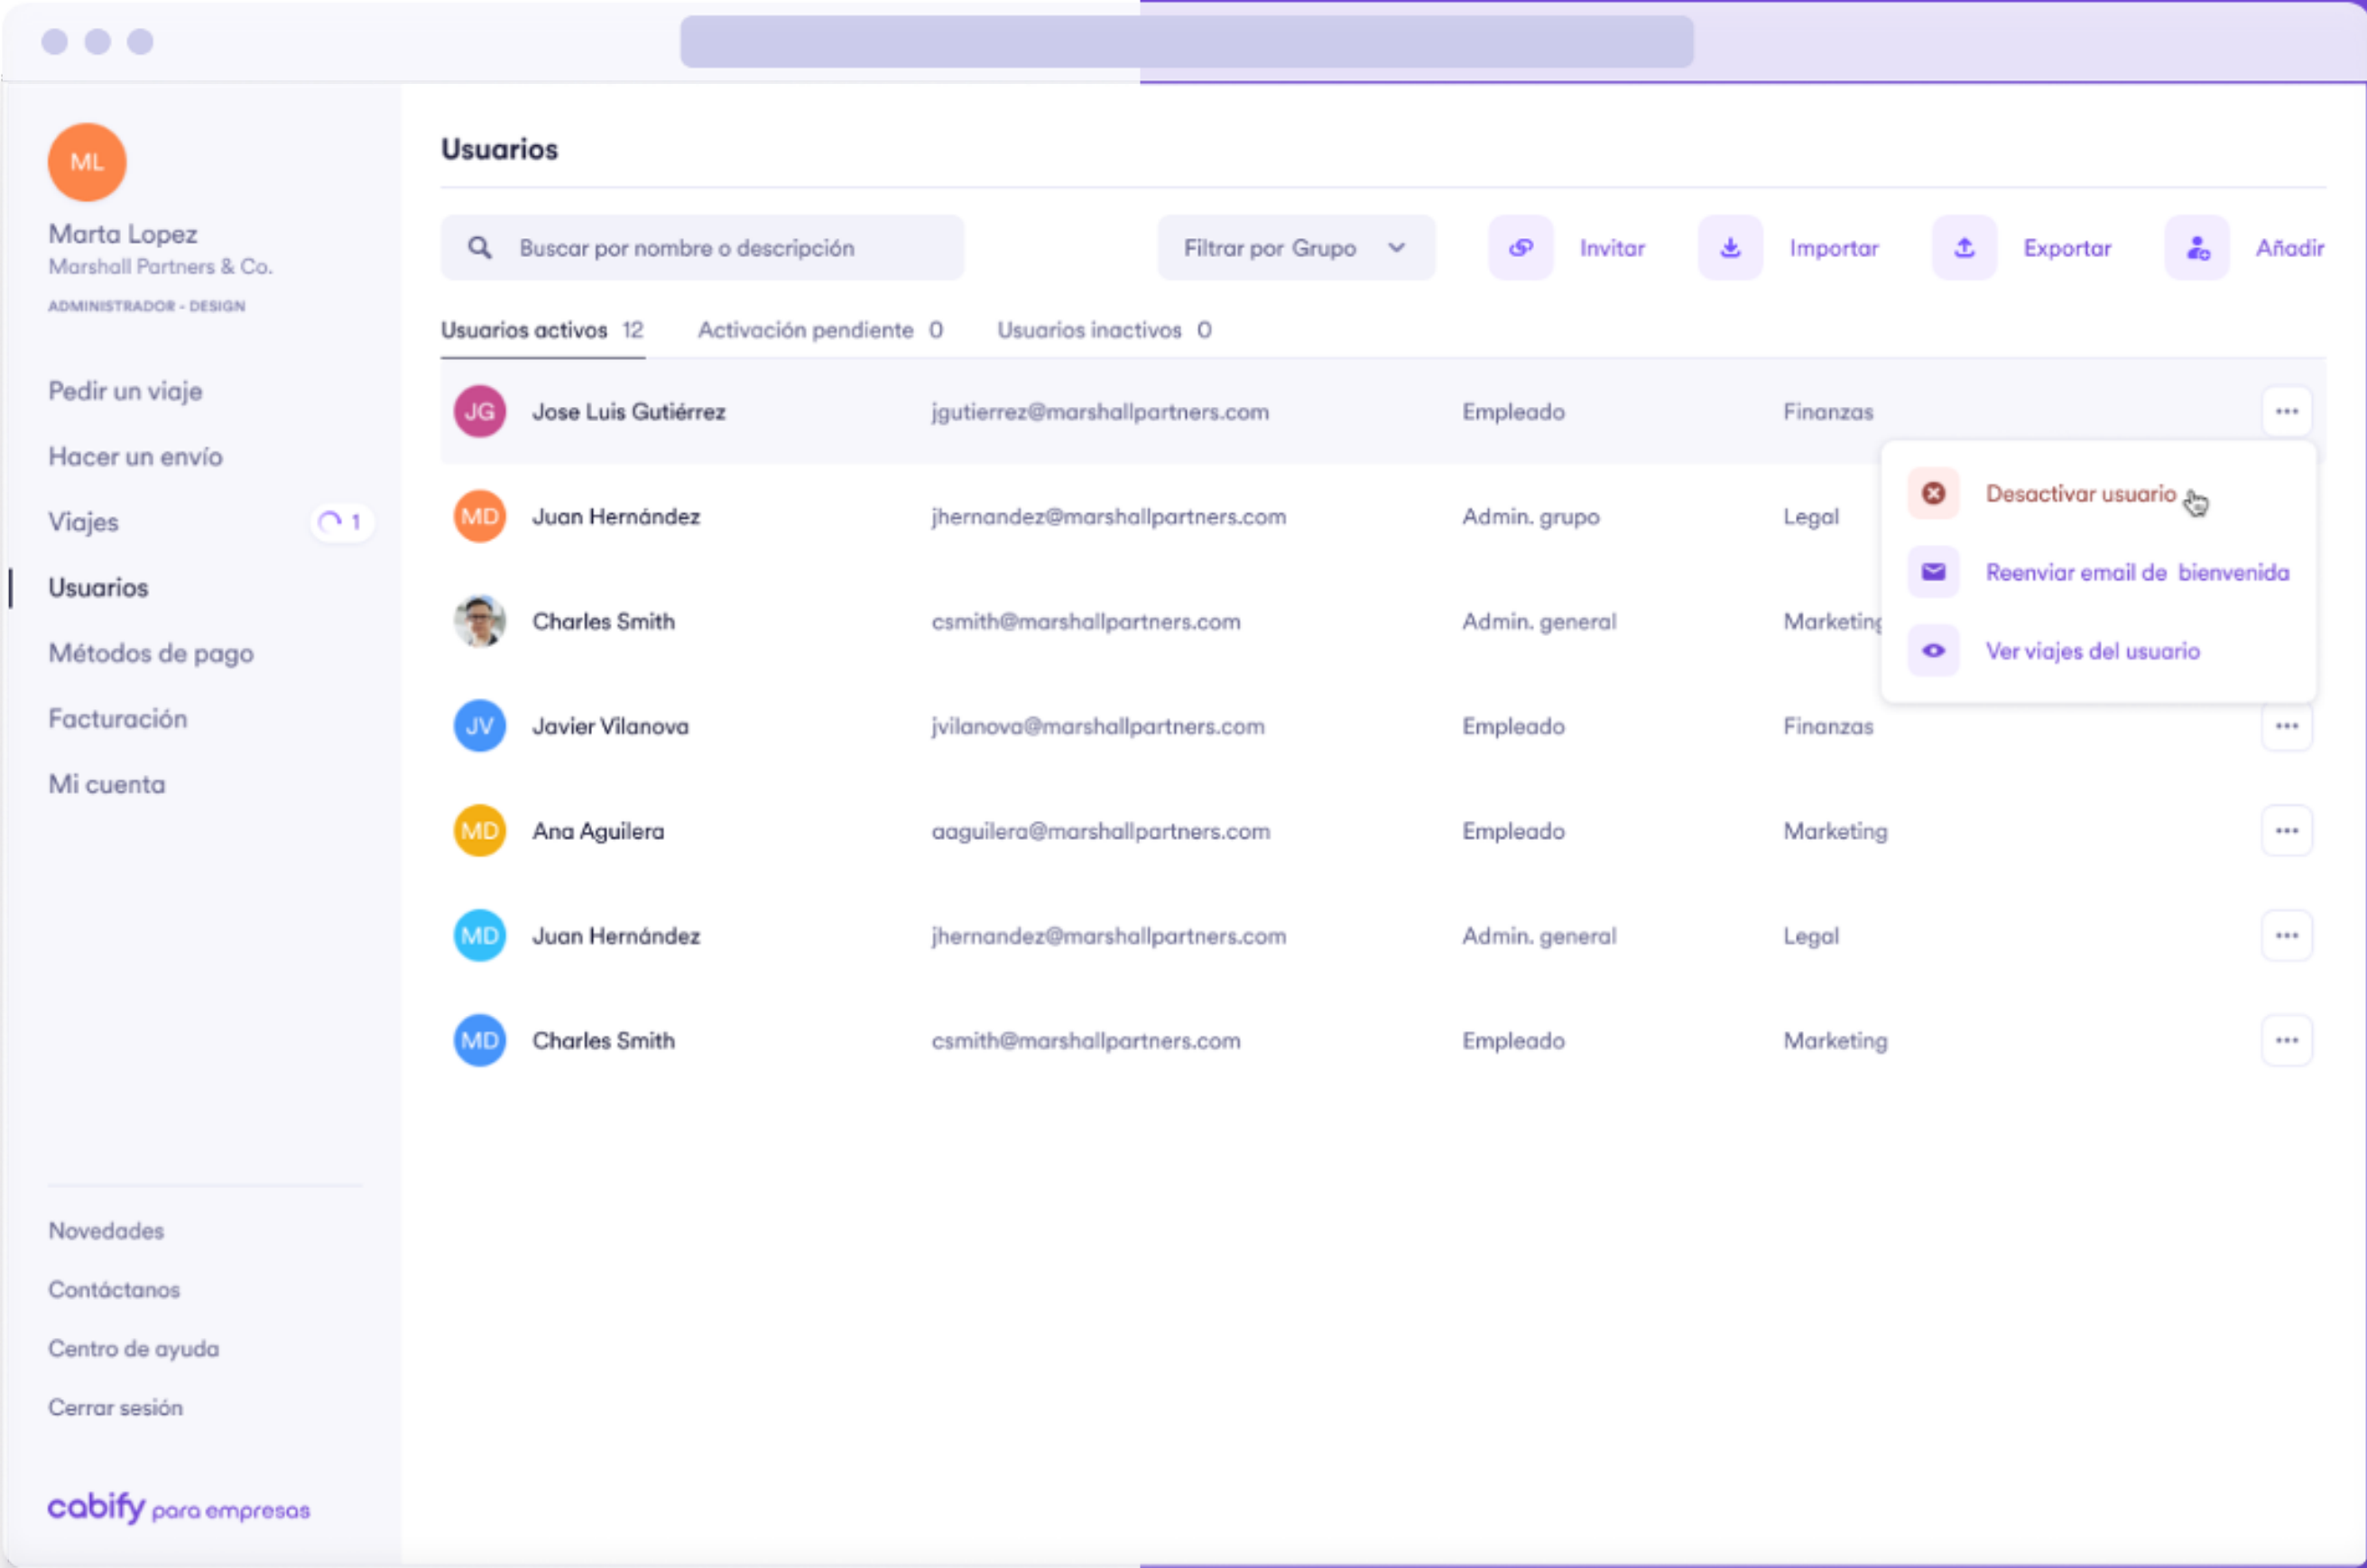 ML
Marta Lopez
Marshall Partners & Co.
ADMINISTRADOR - DESIGN
Pedir un viaje
Hacer un envío
Viajes 1
Usuarios
Métodos de pago
Facturación
Mi cuenta
Novedades
Contáctanos
Centro de ayuda
Cerrar sesión
cabify para empresas
Usuarios
Buscar por nombre o descripción
Filtrar por Grupo
Invitar
Importar
Exportar
Añadir
Usuarios activos 12 Activación pendiente 0 Usuarios inactivos 0
JG Jose Luis Gutiérrez jgutierrez@marshallpartners.com Empleado Finanzas
MD Juan Hernández jhernandez@marshallpartners.com Admin. grupo Legal
Charles Smith csmith@marshallpartners.com Admin. general Marketing
JV Javier Vilanova jvilanova@marshallpartners.com Empleado Finanzas
MD Ana Aguilera aaguilera@marshallpartners.com Empleado Marketing
MD Juan Hernández jhernandez@marshallpartners.com Admin. general Legal
MD Charles Smith csmith@marshallpartners.com Empleado Marketing
Desactivar usuario
Reenviar email de bienvenida
Ver viajes del usuario